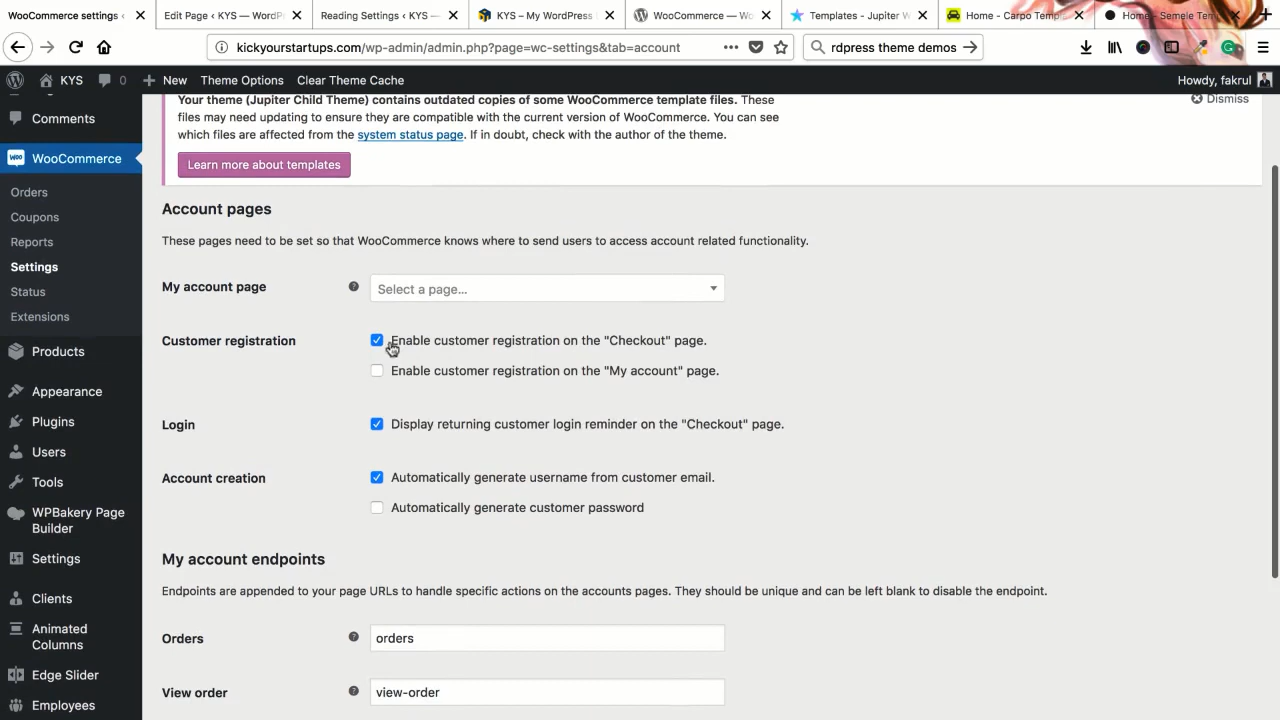 WooCommerce settings ‹
Edit Page ‹ KYS — WordP
Reading Settings ‹ KYS —
KYS – My WordPress
WooCommerce — Wo
Templates - Jupiter W
Home - Carpo Temp
Home - Semele Tem
kickyourstartups.com/wp-admin/admin.php?page=wc-settings&tab=account
rdpress theme demos
KYS
0
New
Theme Options
Clear Theme Cache
Howdy, fakrul
Comments
WooCommerce
Orders
Coupons
Reports
Settings
Status
Extensions
Products
Appearance
Plugins
Users
Tools
WPBakery Page
Builder
Settings
Clients
Animated
Columns
Edge Slider
Employees
Your theme (Jupiter Child Theme) contains outdated copies of some WooCommerce template files. These
files may need updating to ensure they are compatible with the current version of WooCommerce. You can see
which files are affected from the system status page. If in doubt, check with the author of the theme.
Dismiss
Learn more about templates
Account pages
These pages need to be set so that WooCommerce knows where to send users to access account related functionality.
My account page
Select a page...
Customer registration
Enable customer registration on the "Checkout" page.
Enable customer registration on the "My account" page.
Login
Display returning customer login reminder on the "Checkout" page.
Account creation
Automatically generate username from customer email.
Automatically generate customer password
My account endpoints
Endpoints are appended to your page URLs to handle specific actions on the accounts pages. They should be unique and can be left blank to disable the endpoint.
Orders
orders
View order
view-order